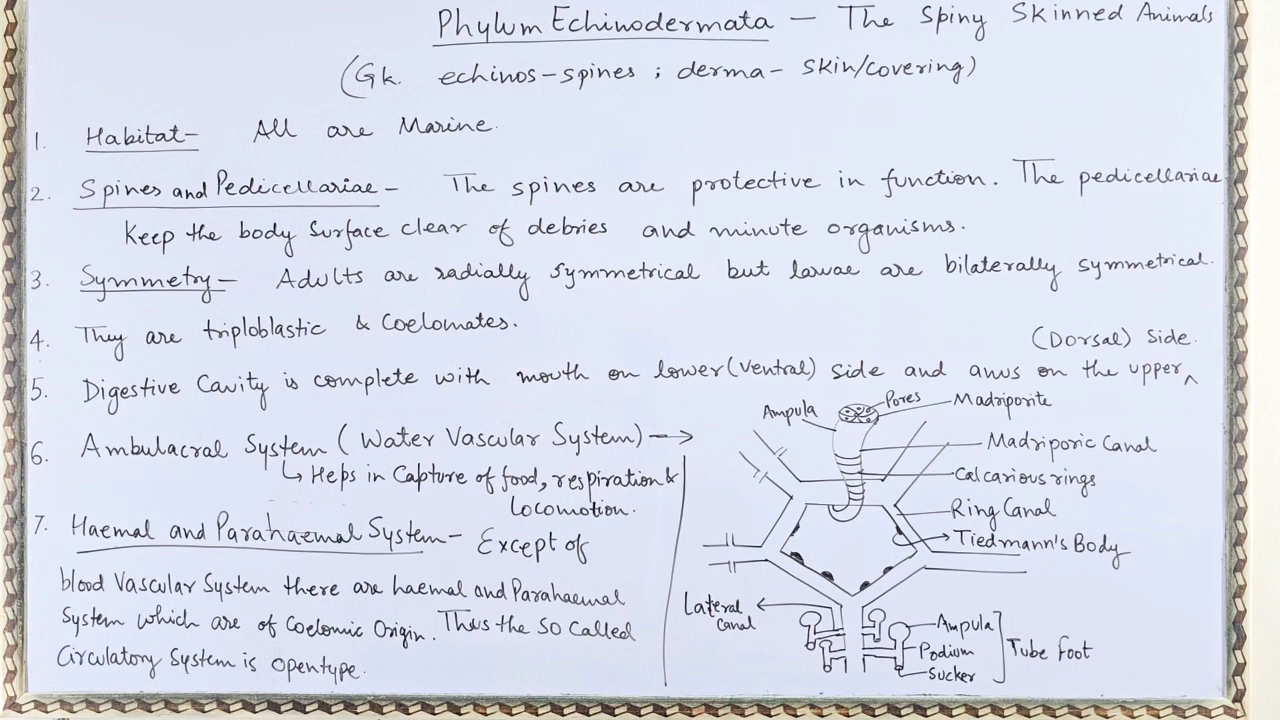 Phylum Echinodermata – The Spiny Skinned Animals
(Gk. echinos-spines ; derma- skin/covering)
1. Habitat- All are Marine.
2. Spines and Pedicellariae – The spines are protective in function. The pedicellariae
Keep the body surface clear of debries and minute organisms.
3. Symmetry – Adults are radially symmetrical but larvae are bilaterally symmetrical.
4. They are triploblastic & Coelomates.
(Dorsal) Side.
5. Digestive Cavity is complete with mouth on lower (ventral) side and anus on the upper ^
6. Ambulacral System ( Water Vascular System) →
↳ Heps in Capture of food, respiration &
locomotion.
7. Haemal and Parahaemal System – Except of
blood Vascular System there are haemal and Parahaemal
System which are of Coelomic Origin. Thus the so called
Circulatory System is opentype.
Ampula
Pores
Madriporite
Madriporic Canal
Calcarious rings
Ring Canal
Tiedmann's Body
Lateral
canal
Ampula
Podium
Sucker
Tube foot